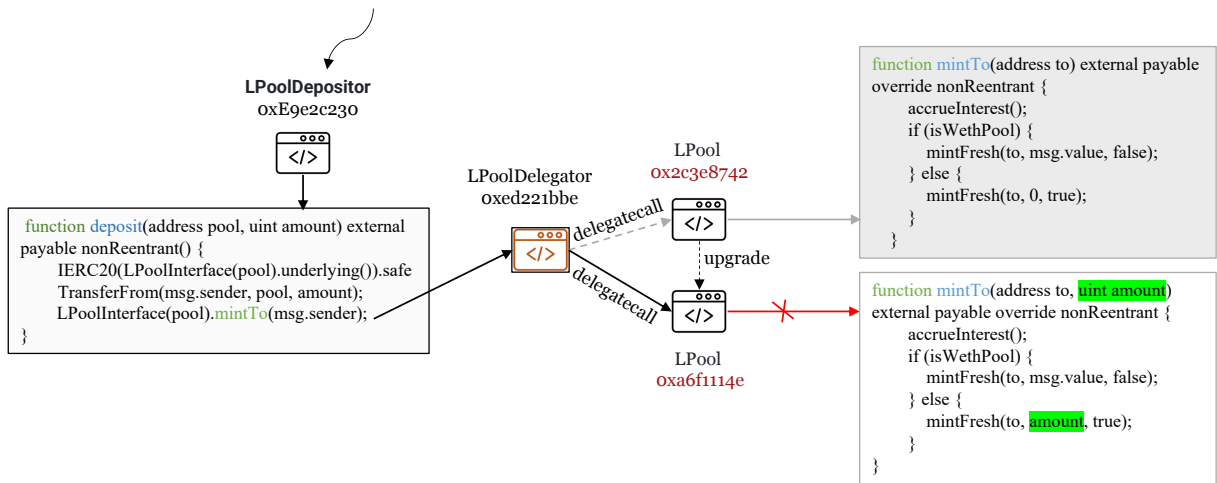 LPoolDepositor
0xE9e2c230
</>
function deposit(address pool, uint amount) external
payable nonReentrant() {
IERC20(LPoolInterface(pool).underlying()).safe
TransferFrom(msg.sender, pool, amount);
LPoolInterface(pool).mintTo(msg.sender);
}
LPoolDelegator
0xed221bbe
</>
delegatecall
delegatecall
LPool
0x2c3e8742
</>
upgrade
</>
LPool
0xa6f1114e
function mintTo(address to) external payable
override nonReentrant {
accrueInterest();
if (isWethPool) {
mintFresh(to, msg.value, false);
} else {
mintFresh(to, 0, true);
}
}
function mintTo(address to, uint amount)
external payable override nonReentrant {
accrueInterest();
if (isWethPool) {
mintFresh(to, msg.value, false);
} else {
mintFresh(to, amount, true);
}
}